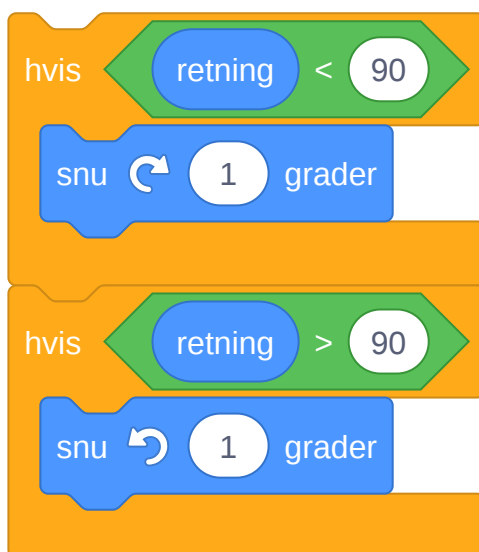 hvis retning < 90
snu 1 grader
hvis retning > 90
snu 1 grader